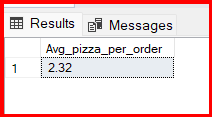 Results Messages
Avg_pizza_per_order
1 2.32